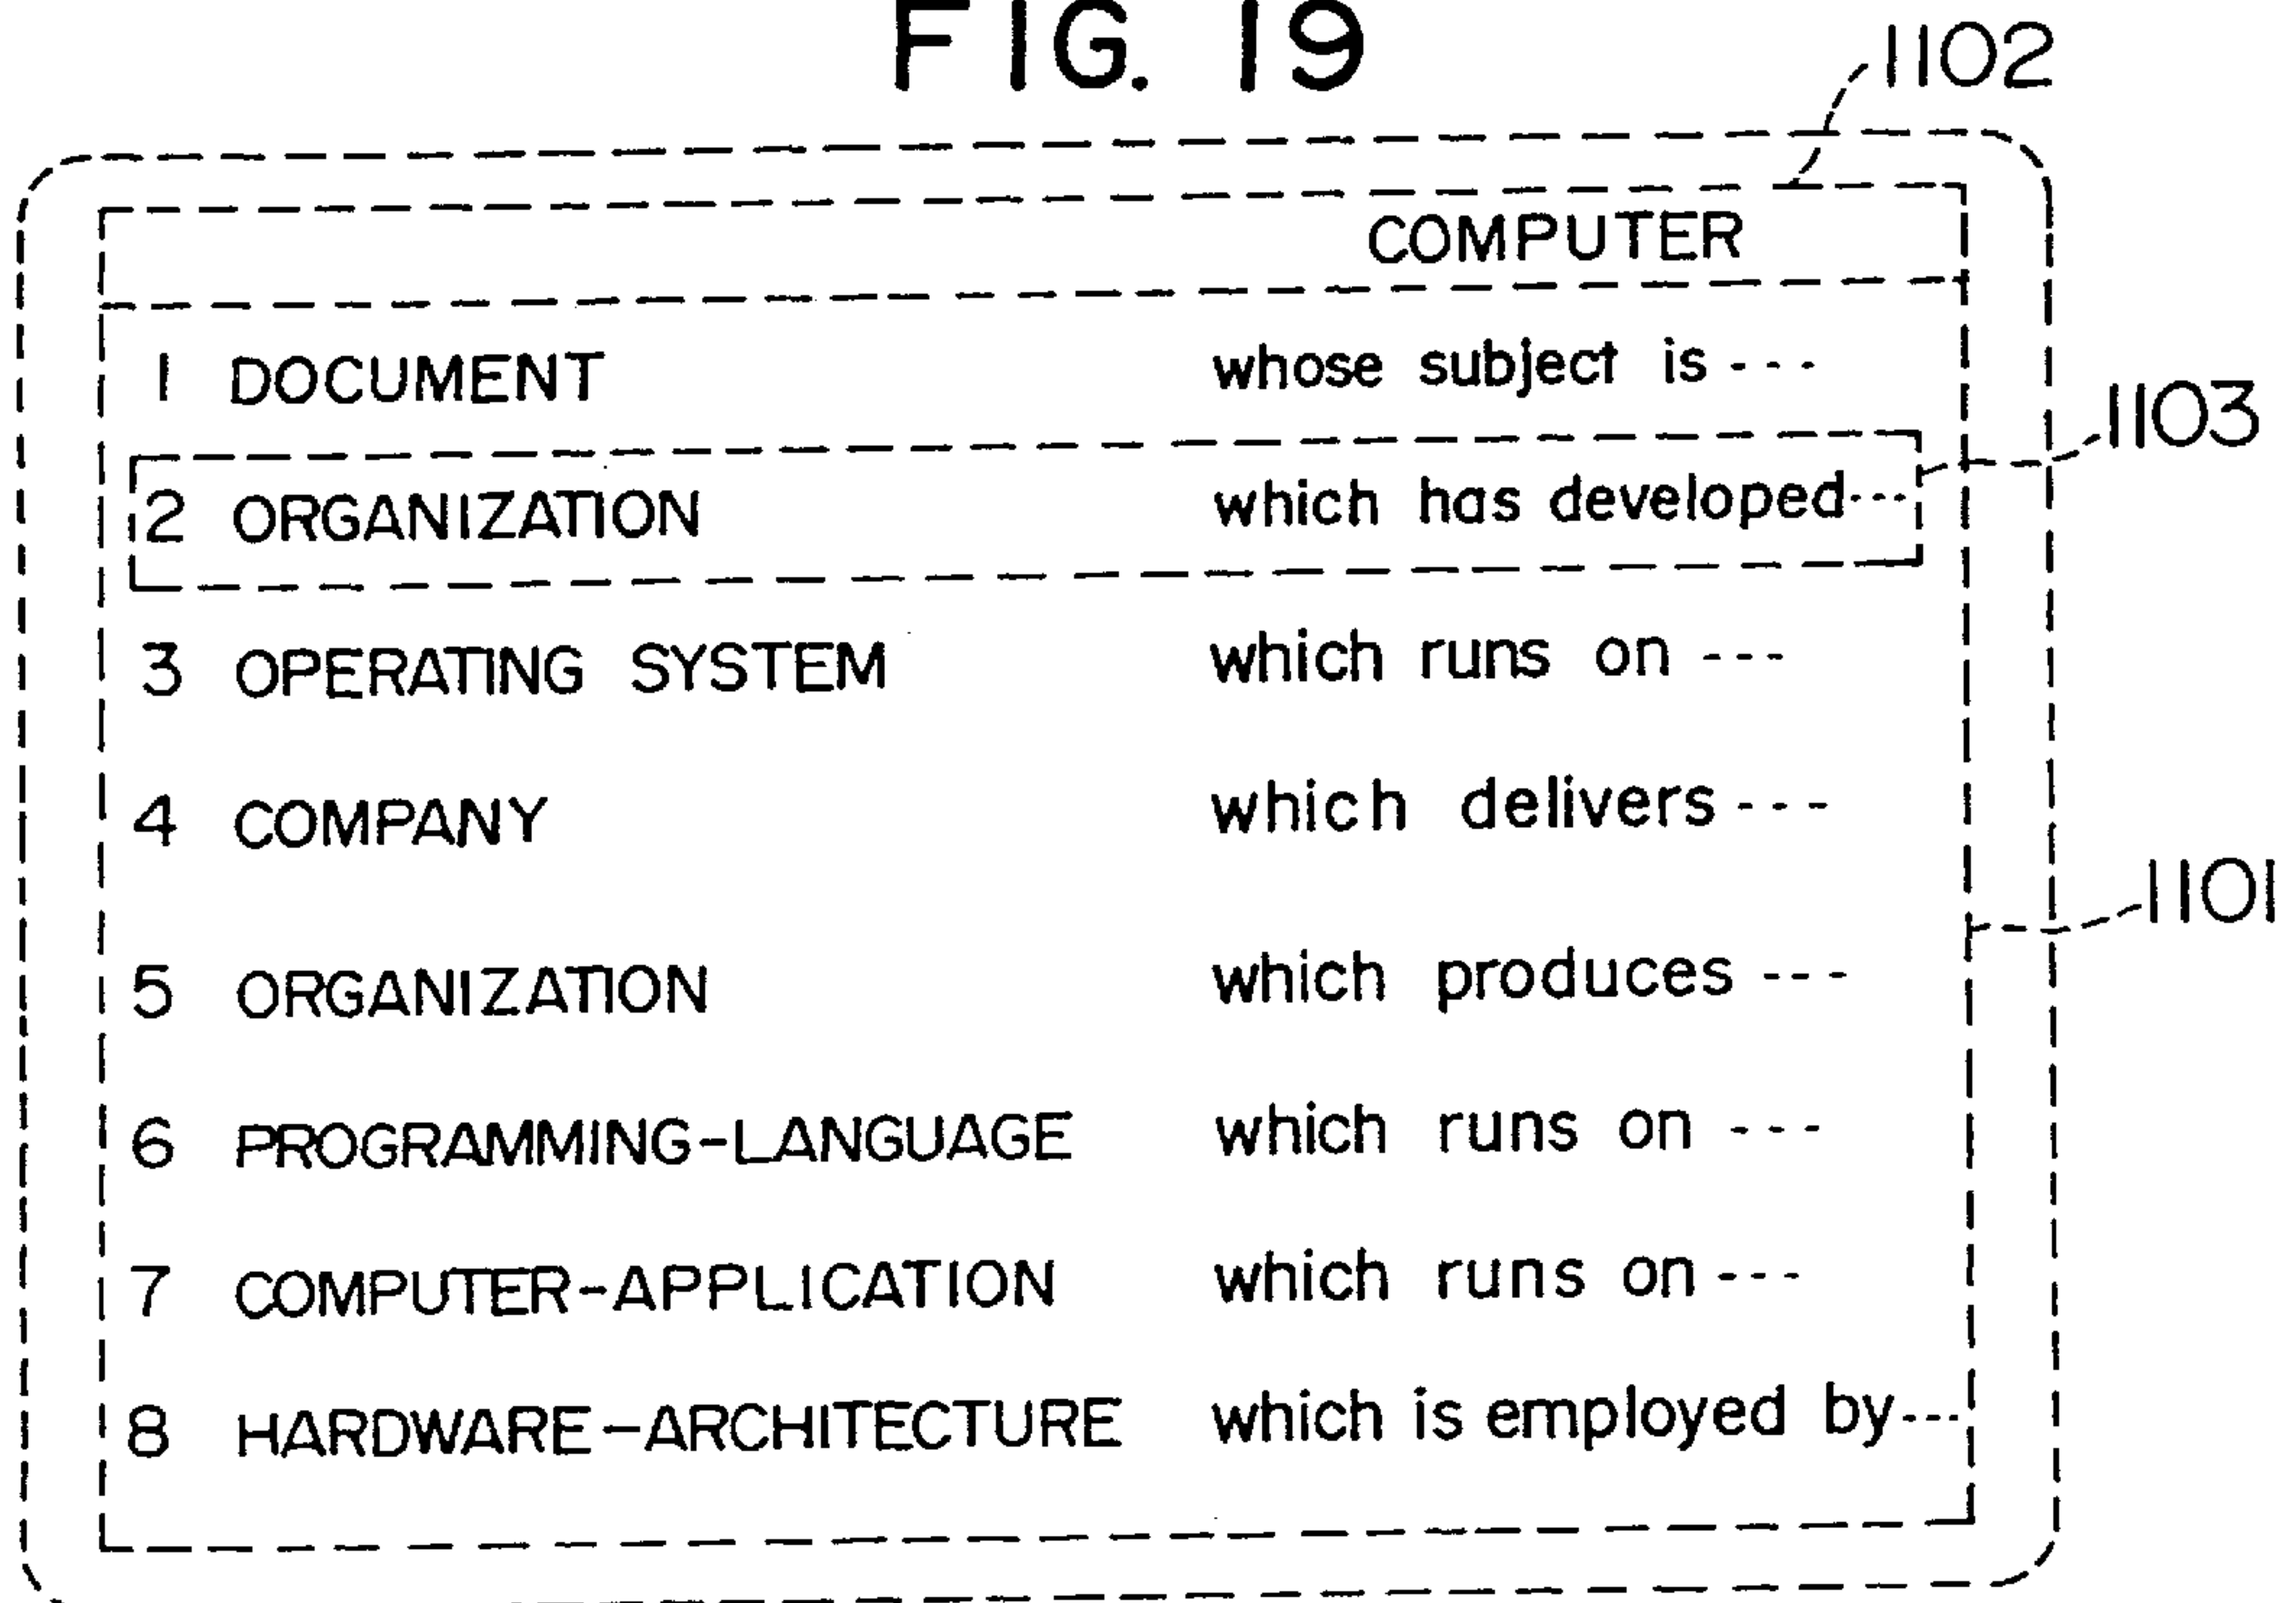 FIG. 19
1102
COMPUTER
1 DOCUMENT whose subject is ---
1103
2 ORGANIZATION which has developed---
3 OPERATING SYSTEM which runs on ---
4 COMPANY which delivers ---
1101
5 ORGANIZATION which produces ---
6 PROGRAMMING-LANGUAGE which runs on ---
7 COMPUTER-APPLICATION which runs on ---
8 HARDWARE-ARCHITECTURE which is employed by---